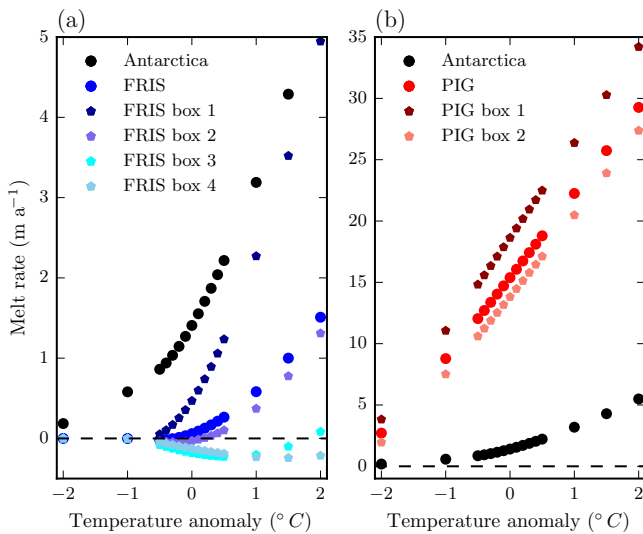 (a)
5
4
3
2
1
0
−2 −1 0 1 2
Melt rate (m a⁻¹)
Temperature anomaly (° C)
Antarctica
FRIS
FRIS box 1
FRIS box 2
FRIS box 3
FRIS box 4
(b)
35
30
25
20
15
10
5
0
−2 −1 0 1 2
Temperature anomaly (° C)
Antarctica
PIG
PIG box 1
PIG box 2